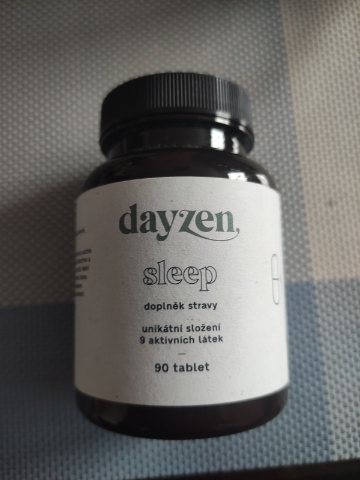 dayzen,
sleep
doplněk stravy
unikátní složení
9 aktivních látek
—
90 tablet